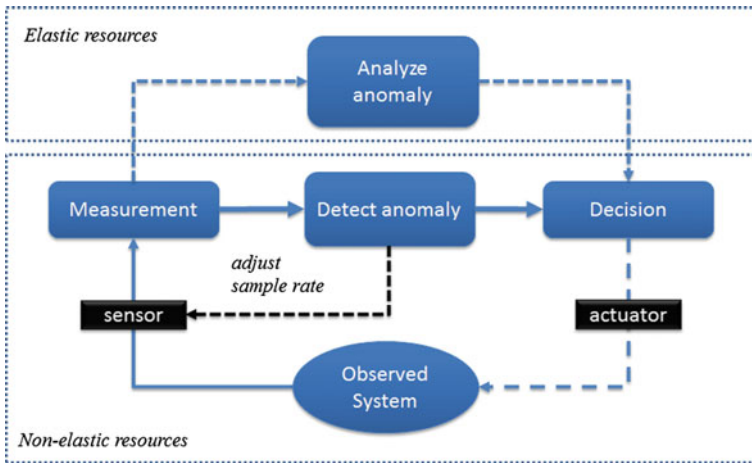 Elastic resources
Analyze
anomaly
Measurement
Detect anomaly
Decision
adjust
sample rate
sensor
actuator
Observed
System
Non-elastic resources